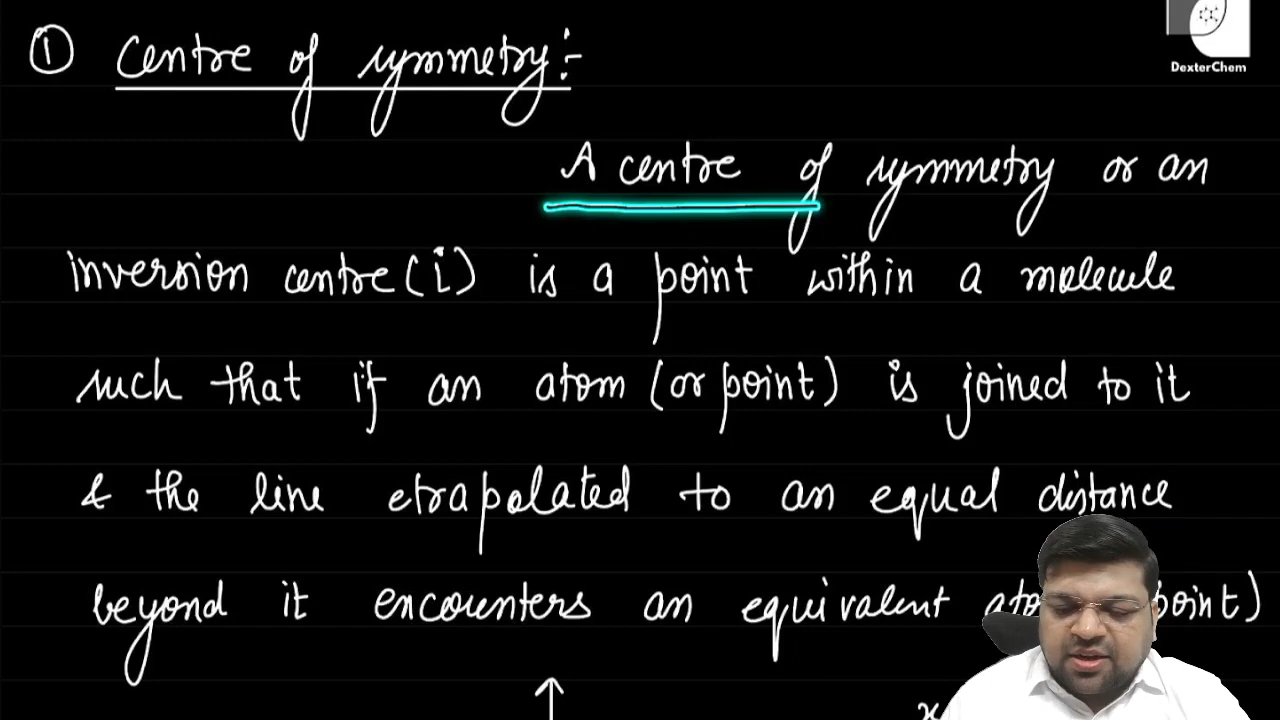 ① Centre of symmetry:-
DexterChem
A centre of symmetry or an
inversion centre (i) is a point within a molecule
such that if an atom (or point) is joined to it
& the line etrapolated to an equal distance
beyond it encounters an equivalent point)
x